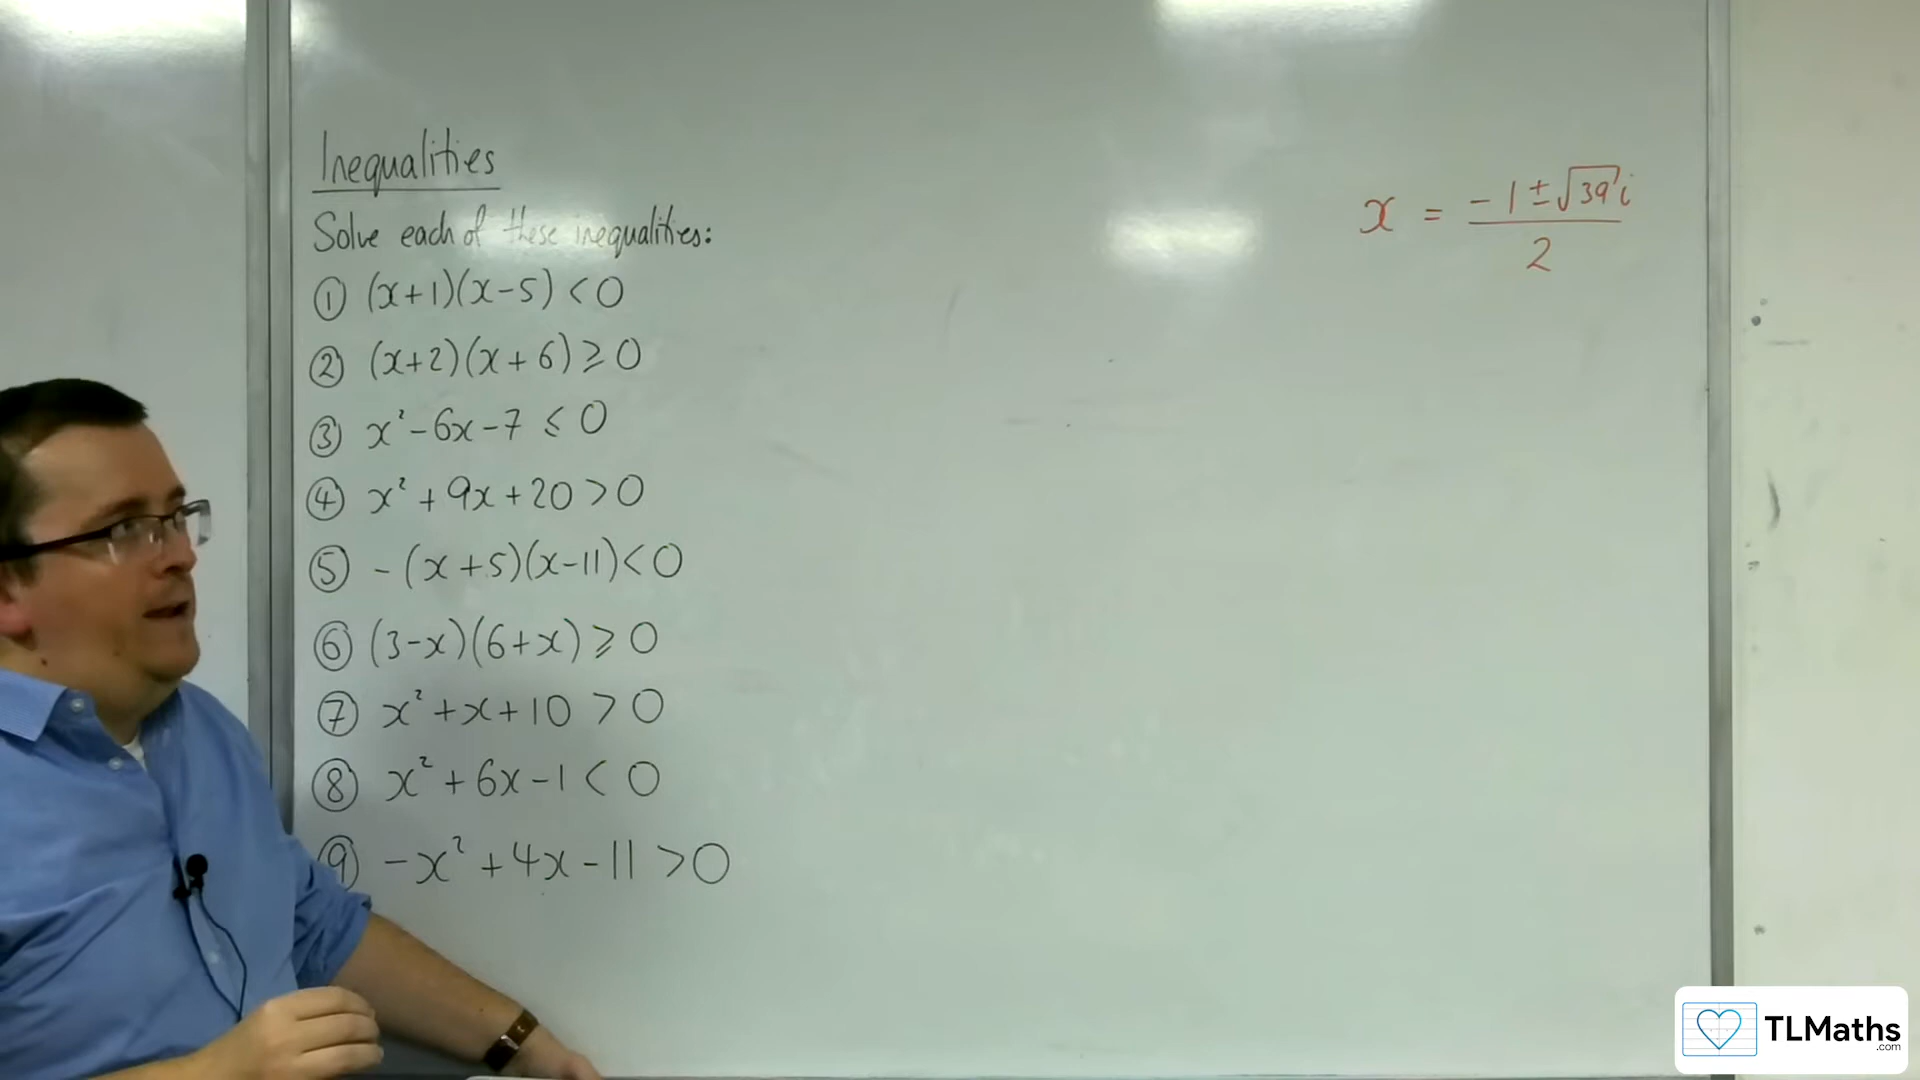 Inequalities
Solve each of these inequalities:
① (x+1)(x-5) < 0
② (x+2)(x+6) ≥ 0
③ x² - 6x - 7 ≤ 0
④ x² + 9x + 20 > 0
⑤ -(x+5)(x-11) < 0
⑥ (3-x)(6+x) ≥ 0
⑦ x² + x + 10 > 0
⑧ x² + 6x - 1 < 0
⑨ -x² + 4x - 11 > 0
x = (-1 ± √39 i) / 2
TLMaths
.com